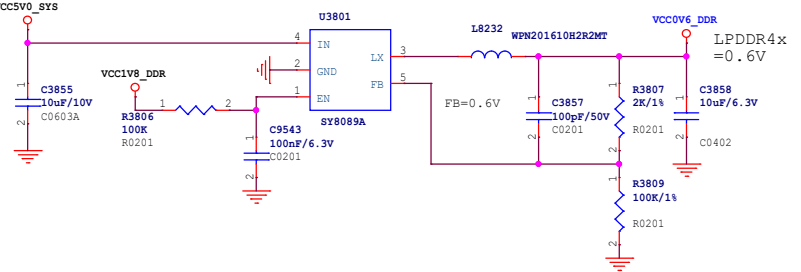 VCC5V0_SYS
U3801
L8232
WPN201610H2R2MT
VCC0V6_DDR
LPDDR4x
=0.6V
4
IN
LX
3
2
GND
FB
5
1
EN
SY8089A
VCC1V8_DDR
1
2
R3806
100K
R0201
1
C3855
10uF/10V
C0603A
2
1
C9543
100nF/6.3V
C0201
2
FB=0.6V
1
C3857
100pF/50V
C0201
2
1
R3807
2K/1%
R0201
2
1
C3858
10uF/6.3V
C0402
2
1
R3809
100K/1%
R0201
2